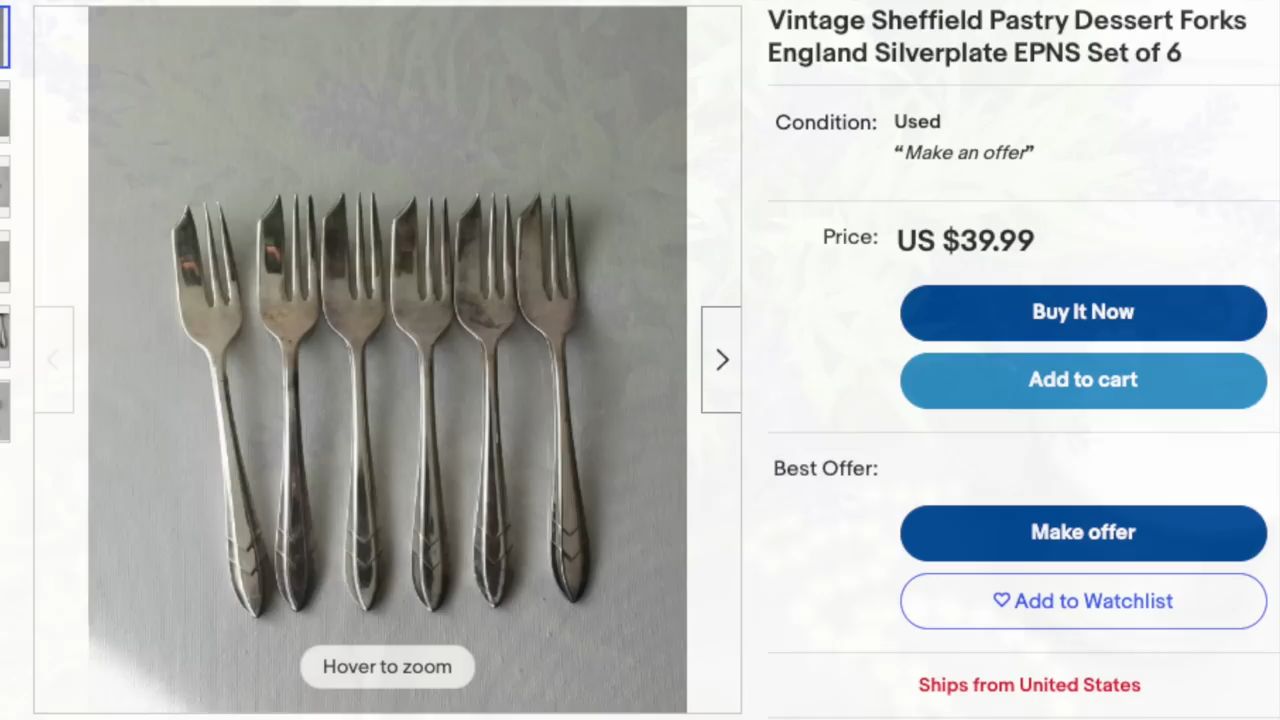 Vintage Sheffield Pastry Dessert Forks
England Silverplate EPNS Set of 6
Condition: Used
“Make an offer”
Price: US $39.99
Buy It Now
Add to cart
Best Offer:
Make offer
Add to Watchlist
Ships from United States
Hover to zoom